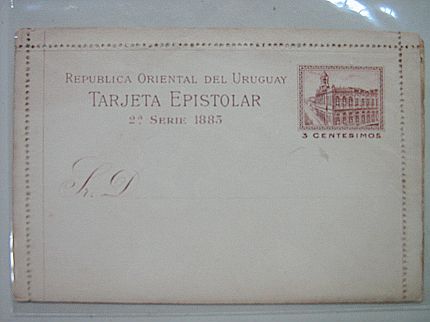 REPUBLICA ORIENTAL DEL URUGUAY
TARJETA EPISTOLAR
2ª SERIE 1885
3 CENTESIMOS
Sr. D